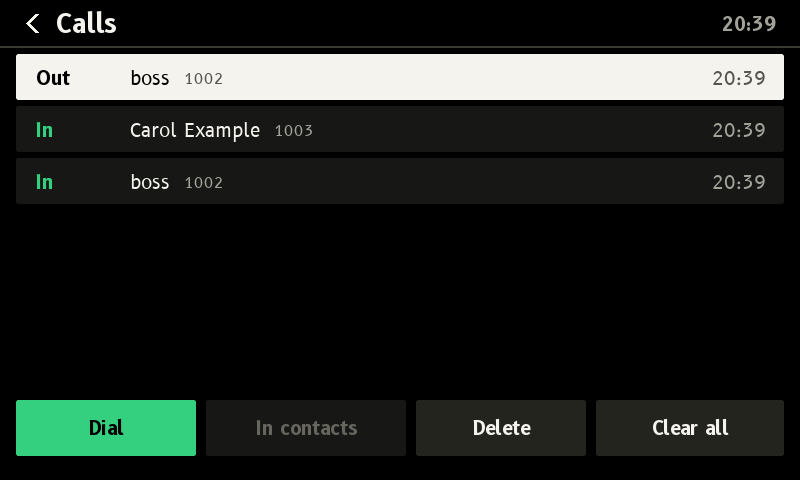 Calls 20:39
Out boss 1002 20:39
In Carol Example 1003 20:39
In boss 1002 20:39
Dial In contacts Delete Clear all